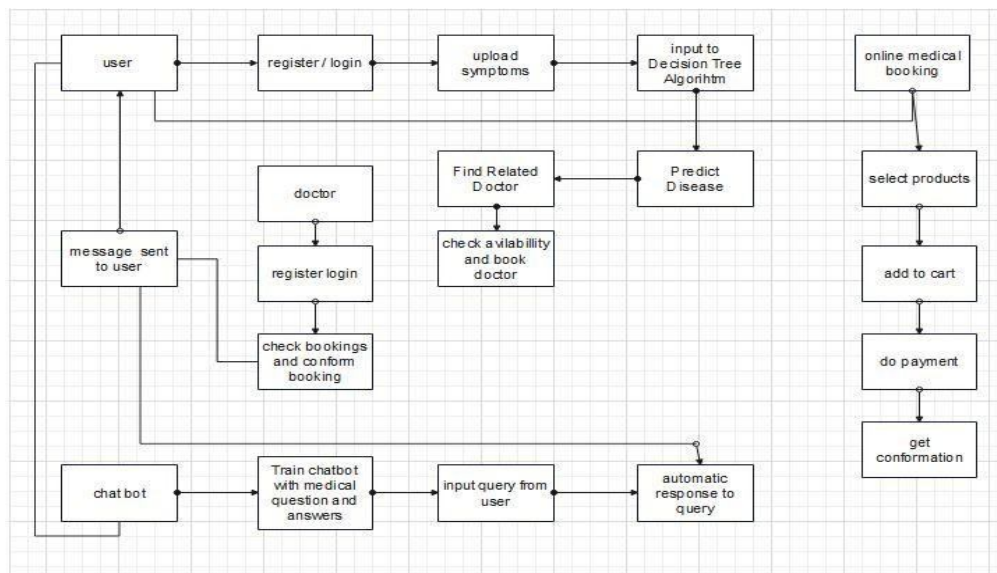 user
register / login
upload
symptoms
input to
Decision Tree
Algorihtm
online medical
booking
doctor
Find Related
Doctor
Predict
Disease
select products
message sent
to user
register login
check avilabillity
and book
doctor
add to cart
check bookings
and conform
booking
do payment
get
conformation
chatbot
Train chatbot
with medical
question and
answers
input query from
user
automatic
response to
query